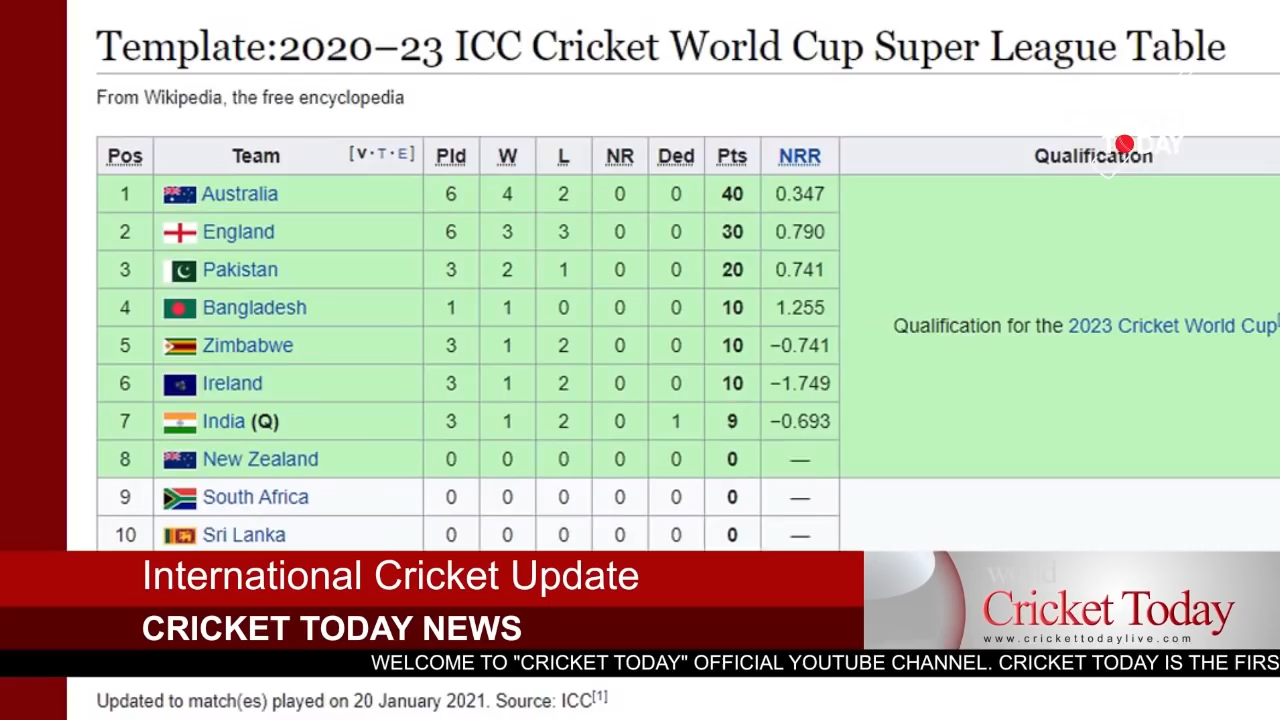 Template:2020–23 ICC Cricket World Cup Super League Table
From Wikipedia, the free encyclopedia
TODAY
Pos Team [V·T·E] Pld W L NR Ded Pts NRR Qualification
1 Australia 6 4 2 0 0 40 0.347
2 England 6 3 3 0 0 30 0.790
3 Pakistan 3 2 1 0 0 20 0.741
4 Bangladesh 1 1 0 0 0 10 1.255
Qualification for the 2023 Cricket World Cup[
5 Zimbabwe 3 1 2 0 0 10 −0.741
6 Ireland 3 1 2 0 0 10 −1.749
7 India (Q) 3 1 2 0 1 9 −0.693
8 New Zealand 0 0 0 0 0 0 —
9 South Africa 0 0 0 0 0 0 —
10 Sri Lanka 0 0 0 0 0 0 —
International Cricket Update
CRICKET TODAY NEWS
world
Cricket Today
www.crickettodaylive.com
WELCOME TO "CRICKET TODAY" OFFICIAL YOUTUBE CHANNEL. CRICKET TODAY IS THE FIRS
Updated to match(es) played on 20 January 2021. Source: ICC[1]